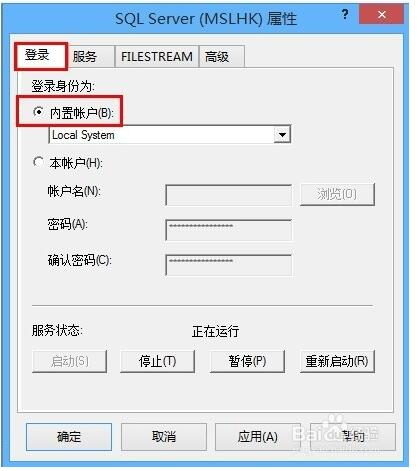 SQL Server (MSLHK) 属性
登录 服务 FILESTREAM 高级
登录身份为:
内置帐户(B):
Local System
本帐户(H):
帐户名(N): 浏览(O)
密码(A): ***************
确认密码(C): ***************
服务状态: 正在运行
启动(S) 停止(T) 暂停(P) 重新启动(R)
确定 取消 应用(A) 帮助
Baidu 经验